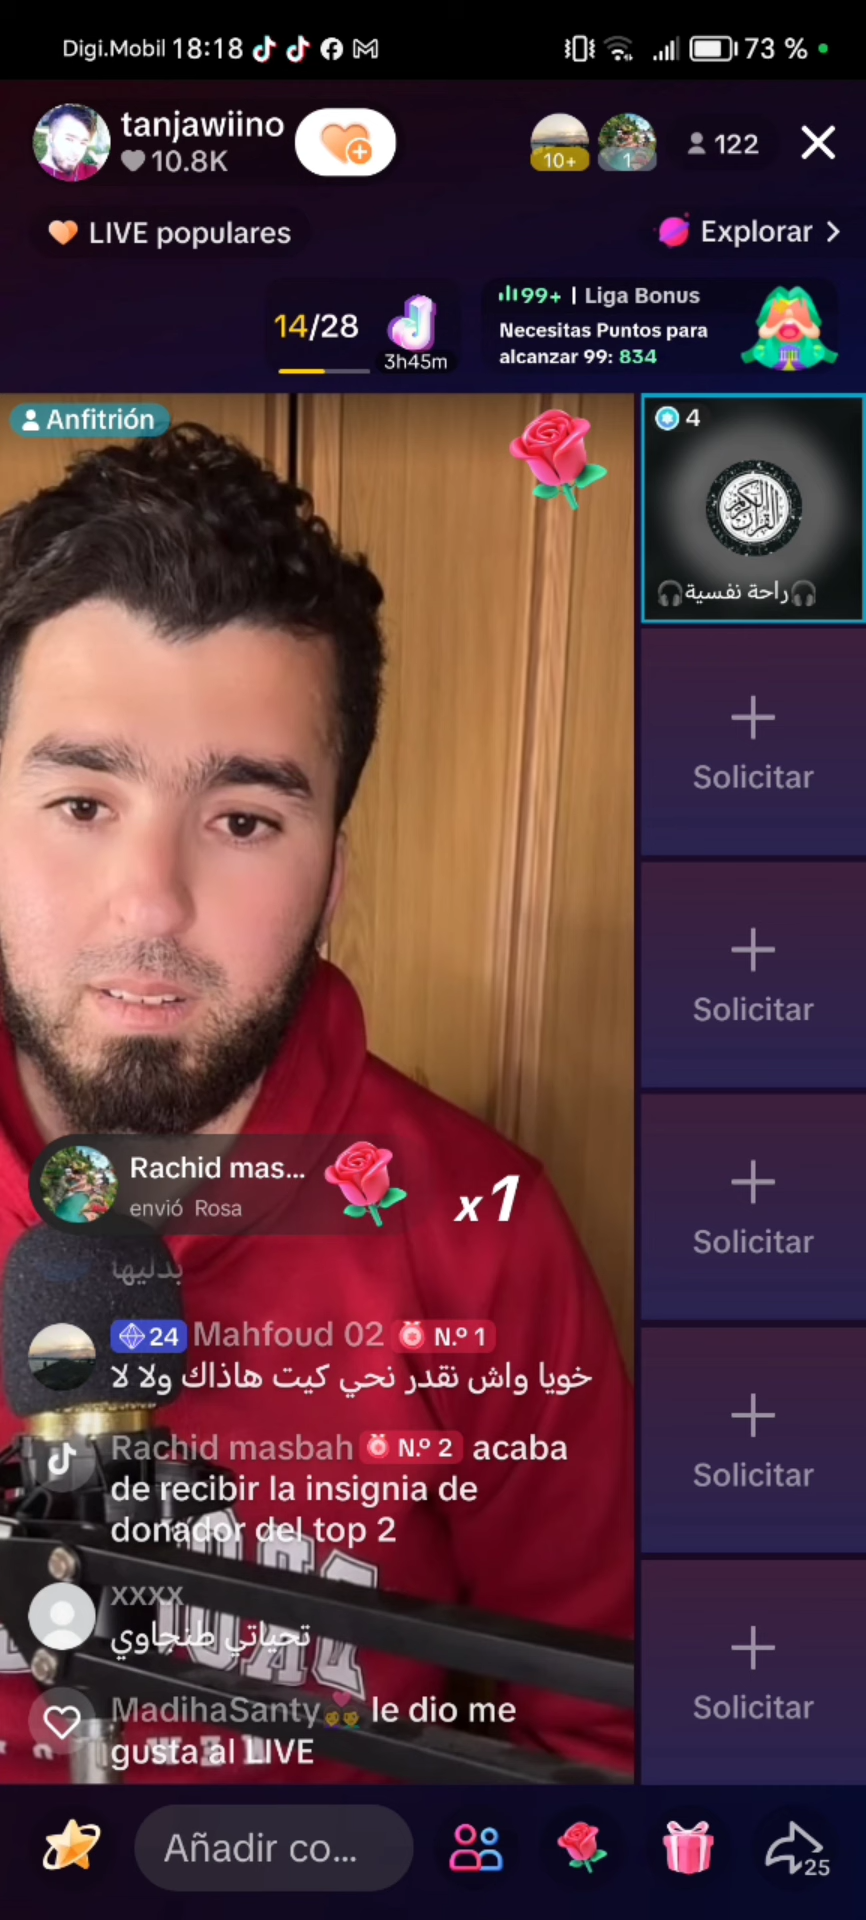 Digi.Mobil 18:18
73 %
tanjawiino
10.8K
10+
1
122
LIVE populares
Explorar
14/28
3h45m
99+ | Liga Bonus
Necesitas Puntos para
alcanzar 99: 834
Anfitrión
4
القرآن الكريم
راحة نفسية
Solicitar
Solicitar
Solicitar
Solicitar
Solicitar
Rachid mas...
envió Rosa
x1
بدليها
24 Mahfoud 02 N.º 1
خويا واش نقدر نحي كيت هاذاك ولا لا
Rachid masbah N.º 2 acaba
de recibir la insignia de
donador del top 2
xxxx
تحياتي طنجاوي
MadihaSanty le dio me
gusta al LIVE
Añadir co...
25